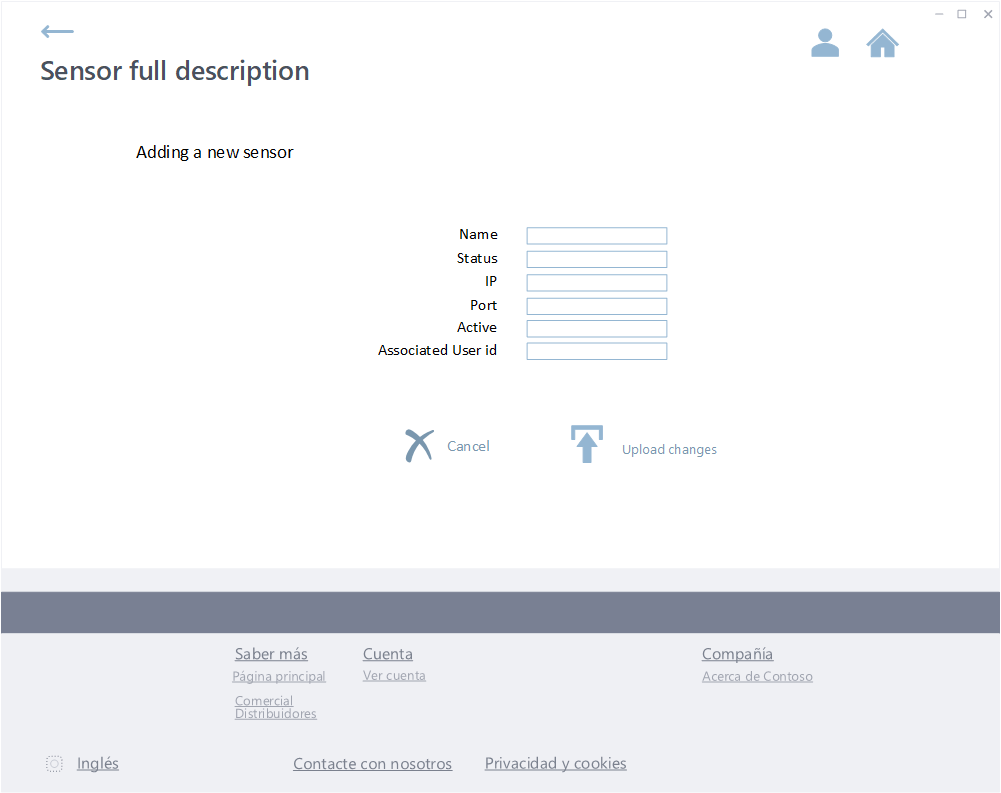 Sensor full description
Adding a new sensor
Name
Status
IP
Port
Active
Associated User id
Cancel
Upload changes
Saber más
Cuenta
Compañía
Página principal
Ver cuenta
Acerca de Contoso
Comercial
Distribuidores
Inglés
Contacte con nosotros
Privacidad y cookies